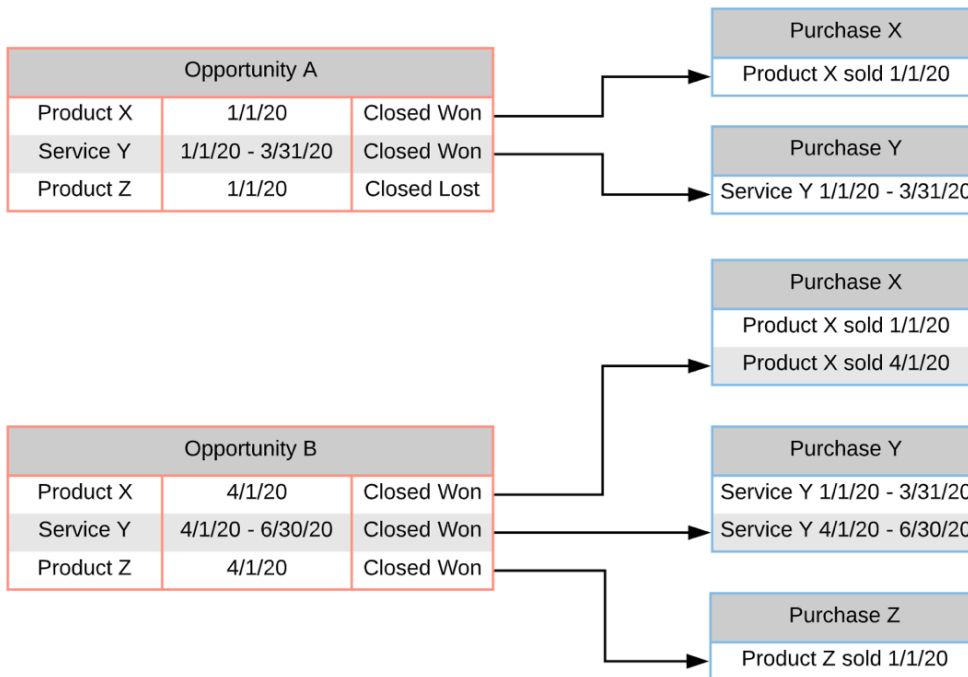 Opportunity A
Product X 1/1/20 Closed Won
Service Y 1/1/20 - 3/31/20 Closed Won
Product Z 1/1/20 Closed Lost
Purchase X
Product X sold 1/1/20
Purchase Y
Service Y 1/1/20 - 3/31/20
Opportunity B
Product X 4/1/20 Closed Won
Service Y 4/1/20 - 6/30/20 Closed Won
Product Z 4/1/20 Closed Won
Purchase X
Product X sold 1/1/20
Product X sold 4/1/20
Purchase Y
Service Y 1/1/20 - 3/31/20
Service Y 4/1/20 - 6/30/20
Purchase Z
Product Z sold 1/1/20